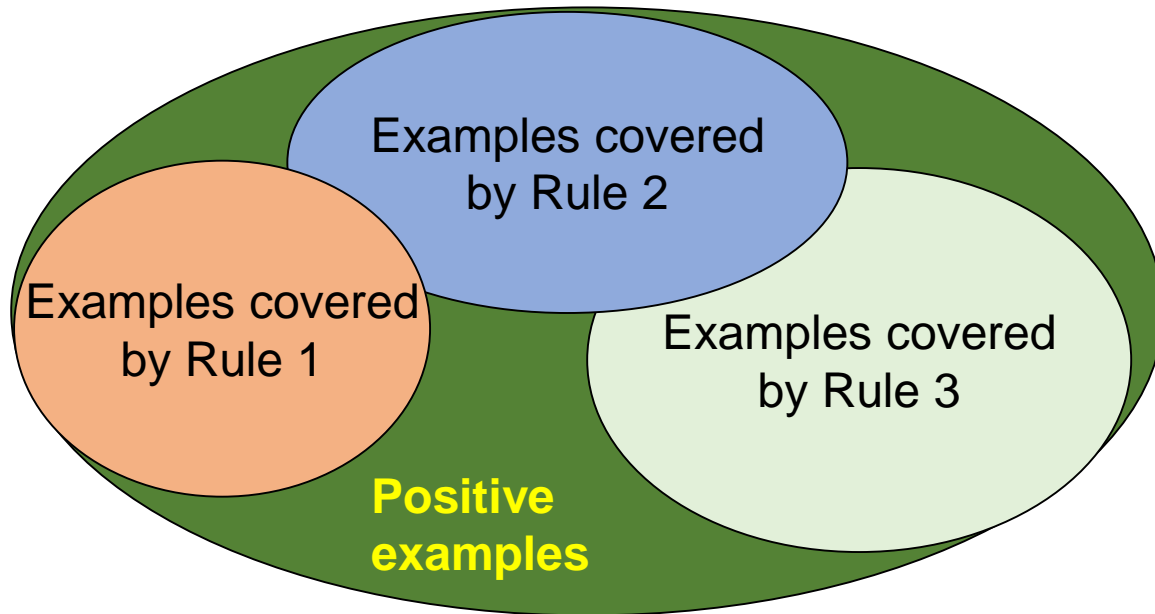 Examples covered
by Rule 2
Examples covered
by Rule 1
Examples covered
by Rule 3
Positive
examples